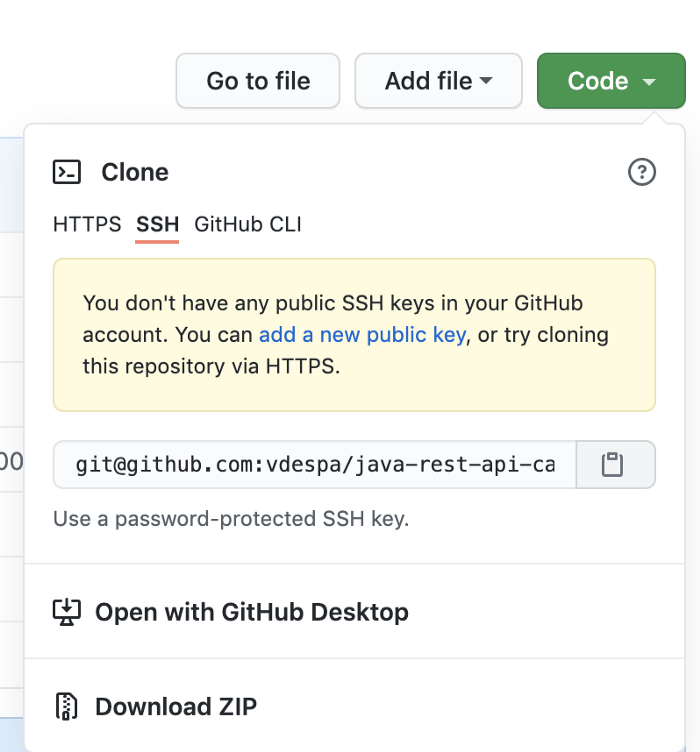 Go to file
Add file
Code
Clone
HTTPS SSH GitHub CLI
You don't have any public SSH keys in your GitHub
account. You can add a new public key, or try cloning
this repository via HTTPS.
00
git@github.com:vdespa/java-rest-api-ca
Use a password-protected SSH key.
Open with GitHub Desktop
Download ZIP